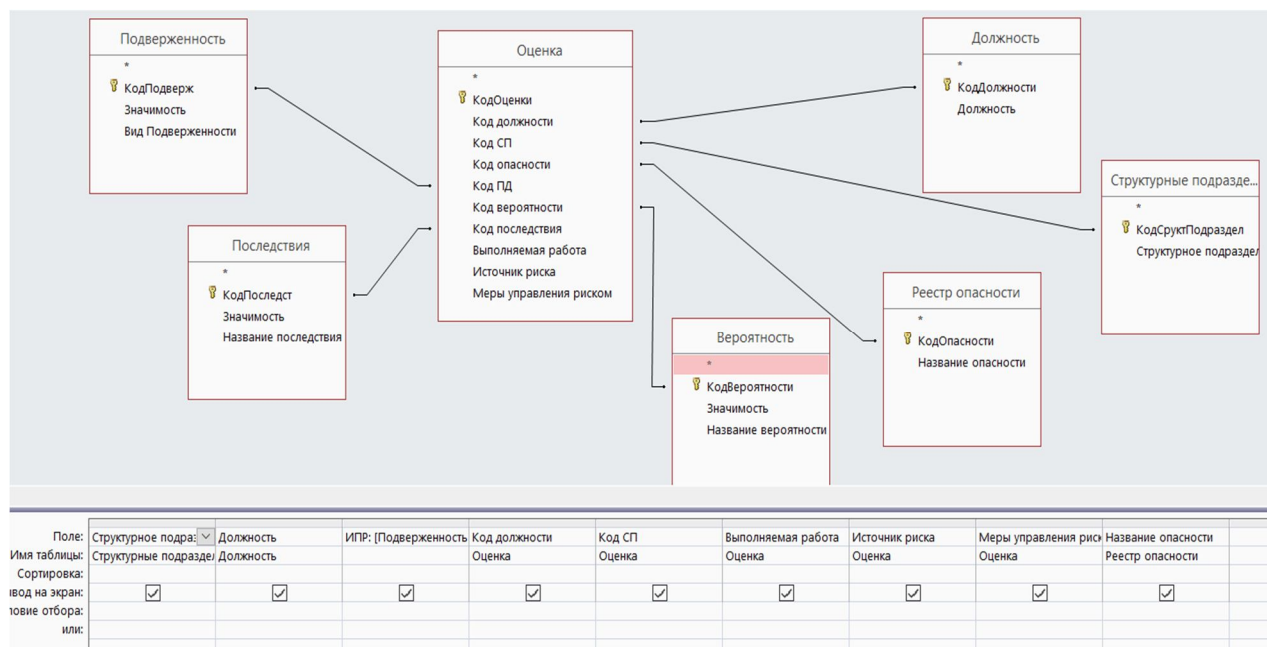 Подверженность
*
КодПодверж
Значимость
Вид Подверженности
Оценка
*
КодОценки
Код должности
Код СП
Код опасности
Код ПД
Код вероятности
Код последствия
Выполняемая работа
Источник риска
Меры управления риском
Должность
*
КодДолжности
Должность
Структурные подразде...
*
КодСруктПодраздел
Структурное подраздел
Последствия
*
КодПоследст
Значимость
Название последствия
Вероятность
*
КодВероятности
Значимость
Название вероятности
Реестр опасности
*
КодОпасности
Название опасности
Поле: Структурное подраз Должность ИПР: [Подверженность Код должности Код СП Выполняемая работа Источник риска Меры управления риск Название опасности
Имя таблицы: Структурные подраздел Должность Оценка Оценка Оценка Оценка Оценка Реестр опасности
Сортировка:
вод на экран:
ловие отбора:
или: